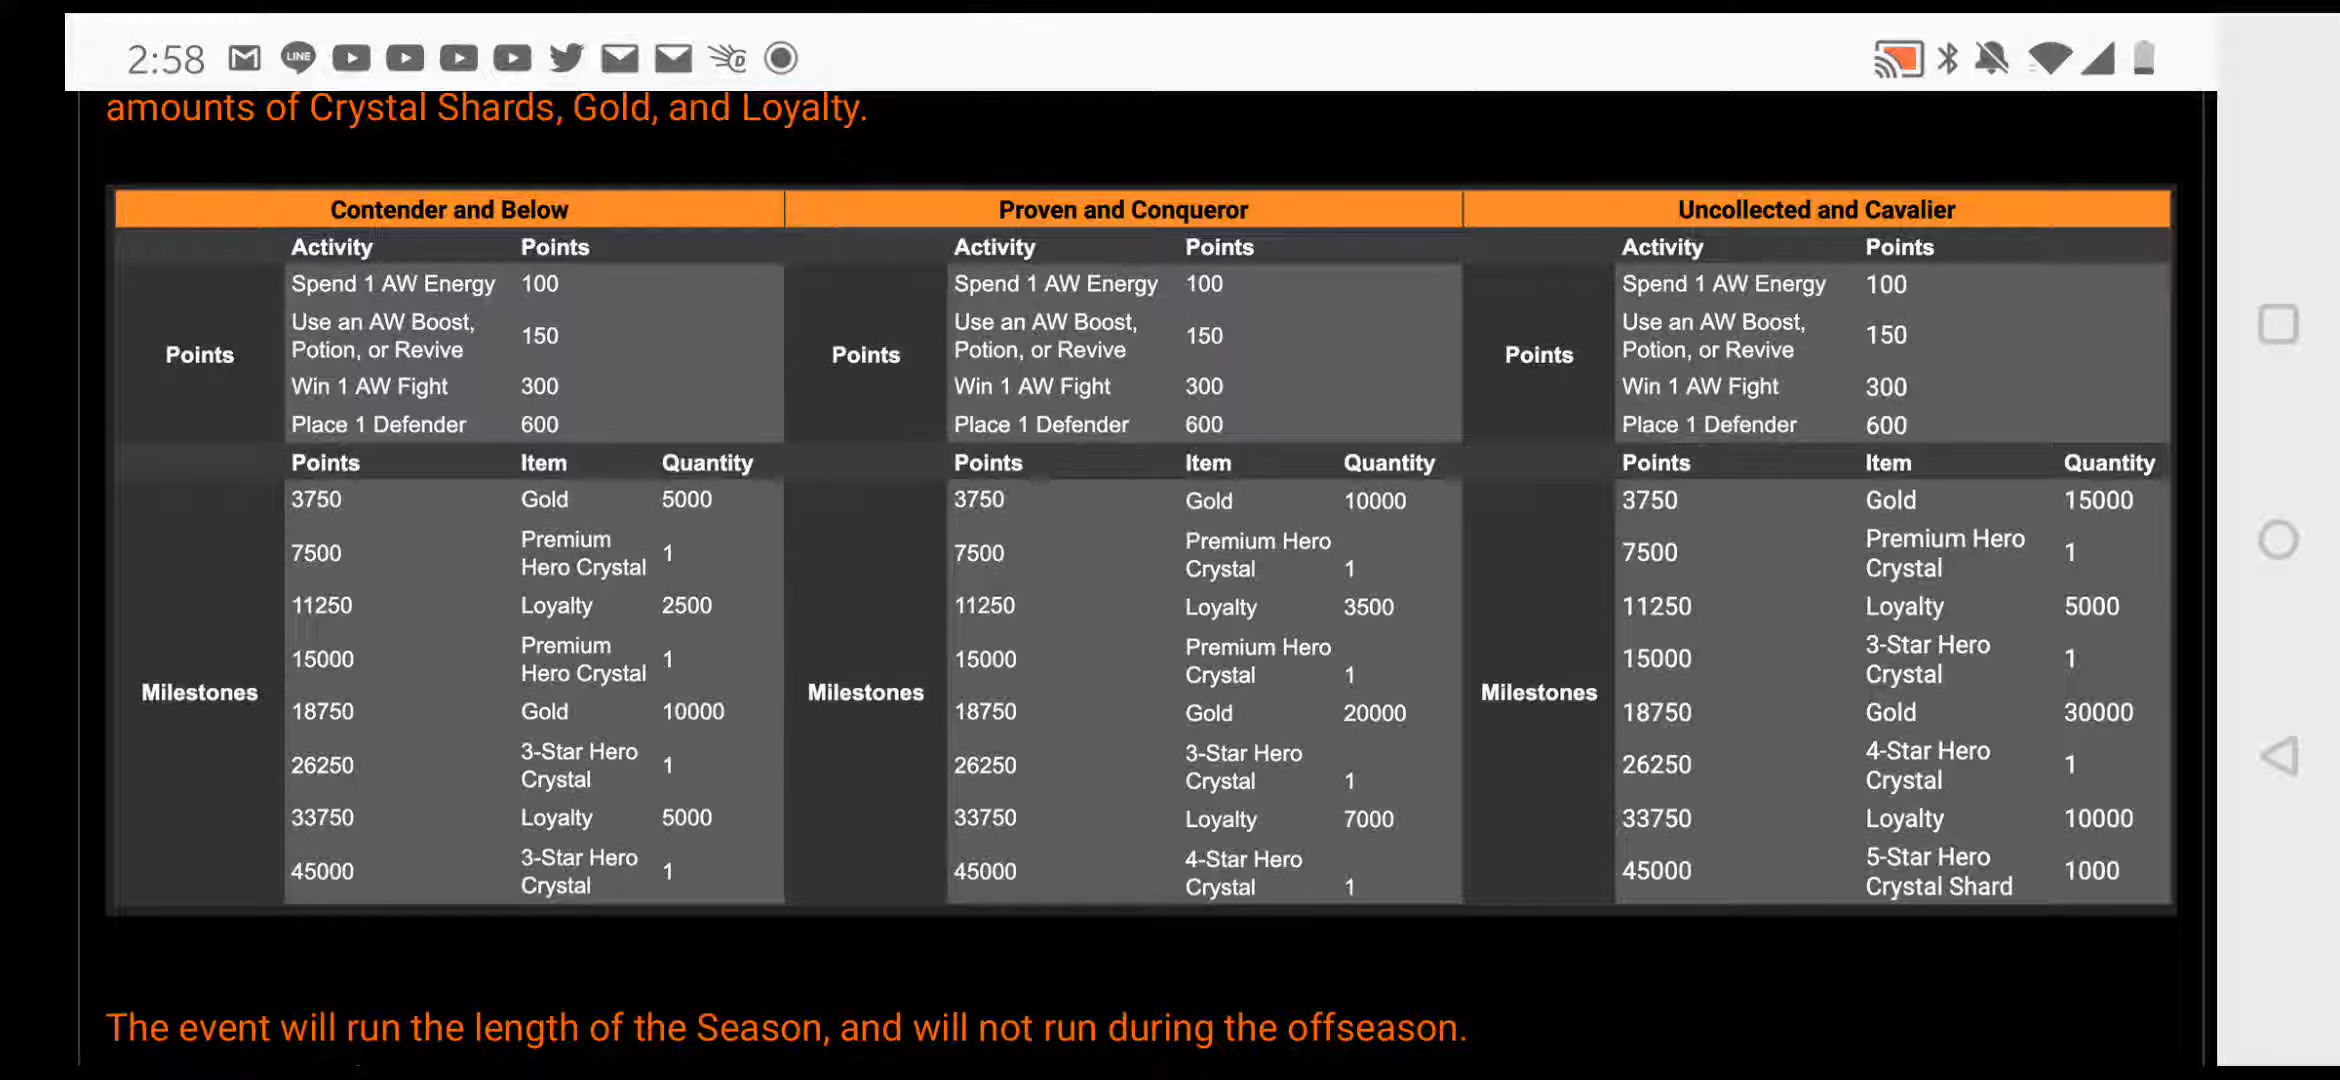 2:58
LINE
amounts of Crystal Shards, Gold, and Loyalty.
Contender and Below Proven and Conqueror Uncollected and Cavalier
Activity Points Activity Points Activity Points
Spend 1 AW Energy 100 Spend 1 AW Energy 100 Spend 1 AW Energy 100
Points Use an AW Boost, Potion, or Revive 150 Points Use an AW Boost, Potion, or Revive 150 Points Use an AW Boost, Potion, or Revive 150
Win 1 AW Fight 300 Win 1 AW Fight 300 Win 1 AW Fight 300
Place 1 Defender 600 Place 1 Defender 600 Place 1 Defender 600
Points Item Quantity Points Item Quantity Points Item Quantity
3750 Gold 5000 3750 Gold 10000 3750 Gold 15000
7500 Premium Hero Crystal 1 7500 Premium Hero Crystal 1 7500 Premium Hero Crystal 1
11250 Loyalty 2500 11250 Loyalty 3500 11250 Loyalty 5000
15000 Premium Hero Crystal 1 15000 Premium Hero Crystal 1 15000 3-Star Hero Crystal 1
Milestones 18750 Gold 10000 Milestones 18750 Gold 20000 Milestones 18750 Gold 30000
26250 3-Star Hero Crystal 1 26250 3-Star Hero Crystal 1 26250 4-Star Hero Crystal 1
33750 Loyalty 5000 33750 Loyalty 7000 33750 Loyalty 10000
45000 3-Star Hero Crystal 1 45000 4-Star Hero Crystal 1 45000 5-Star Hero Crystal Shard 1000
The event will run the length of the Season, and will not run during the offseason.